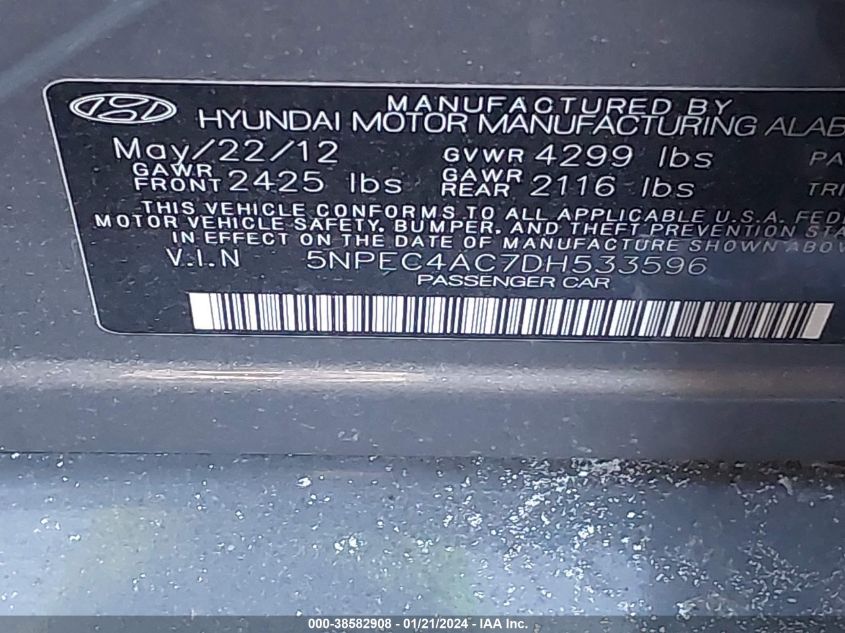 MANUFACTURED BY
HYUNDAI MOTOR MANUFACTURING ALAB
May/22/12 GVWR 4299 lbs PA
GAWR FRONT 2425 lbs GAWR REAR 2116 lbs TRI
THIS VEHICLE CONFORMS TO ALL APPLICABLE U.S.A. FED
MOTOR VEHICLE SAFETY, BUMPER, AND THEFT PREVENTION STA
IN EFFECT ON THE DATE OF MANUFACTURE SHOWN ABOV
V.I.N 5NPEC4AC7DH533596
PASSENGER CAR
000-38582908 - 01/21/2024 - IAA Inc.